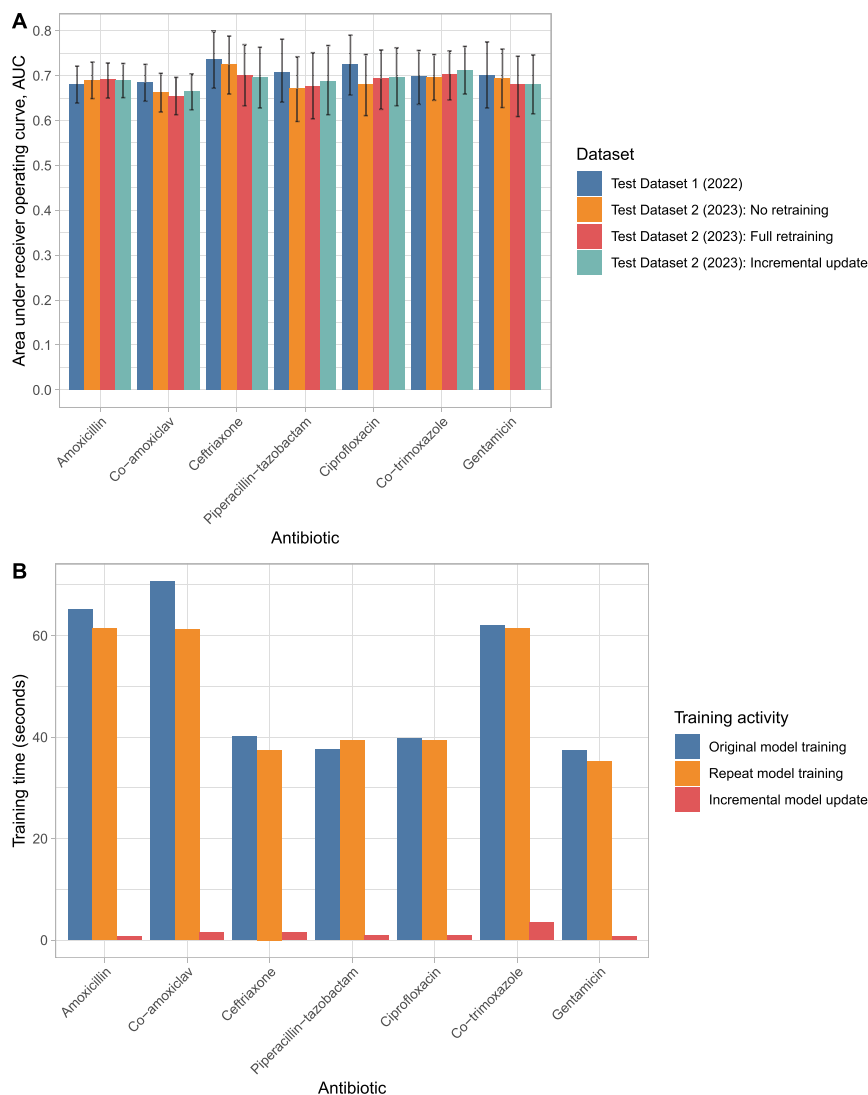 A
Area under receiver operating curve, AUC
0.8
0.7
0.6
0.5
0.4
0.3
0.2
0.1
0.0
Amoxicillin
Co−amoxiclav
Ceftriaxone
Piperacillin−tazobactam
Ciprofloxacin
Co−trimoxazole
Gentamicin
Antibiotic
Dataset
Test Dataset 1 (2022)
Test Dataset 2 (2023): No retraining
Test Dataset 2 (2023): Full retraining
Test Dataset 2 (2023): Incremental update
B
Training time (seconds)
60
40
20
0
Amoxicillin
Co−amoxiclav
Ceftriaxone
Piperacillin−tazobactam
Ciprofloxacin
Co−trimoxazole
Gentamicin
Antibiotic
Training activity
Original model training
Repeat model training
Incremental model update